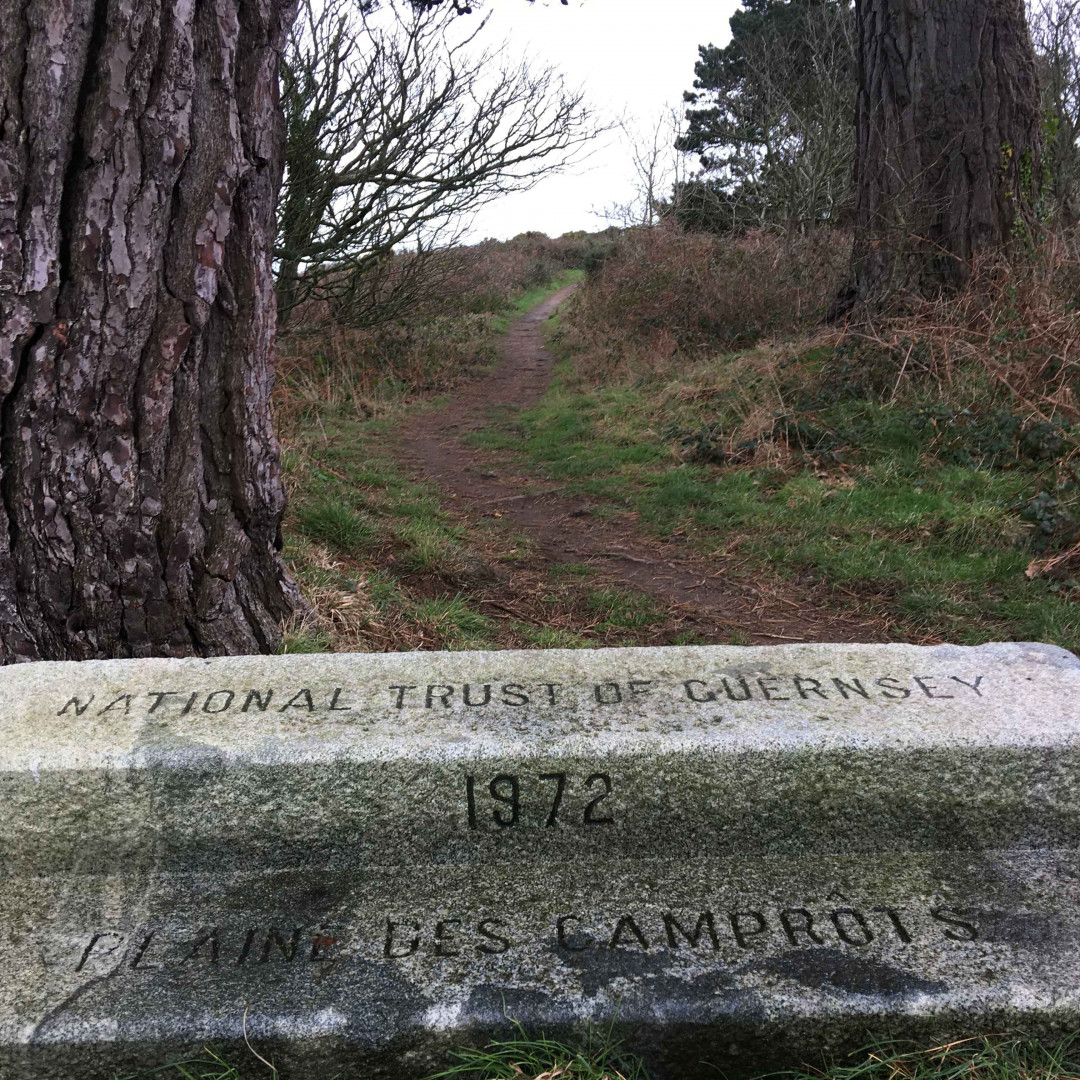 NATIONAL TRUST OF GUERNSEY
1972
PLAINE DES CAMPRÔTS